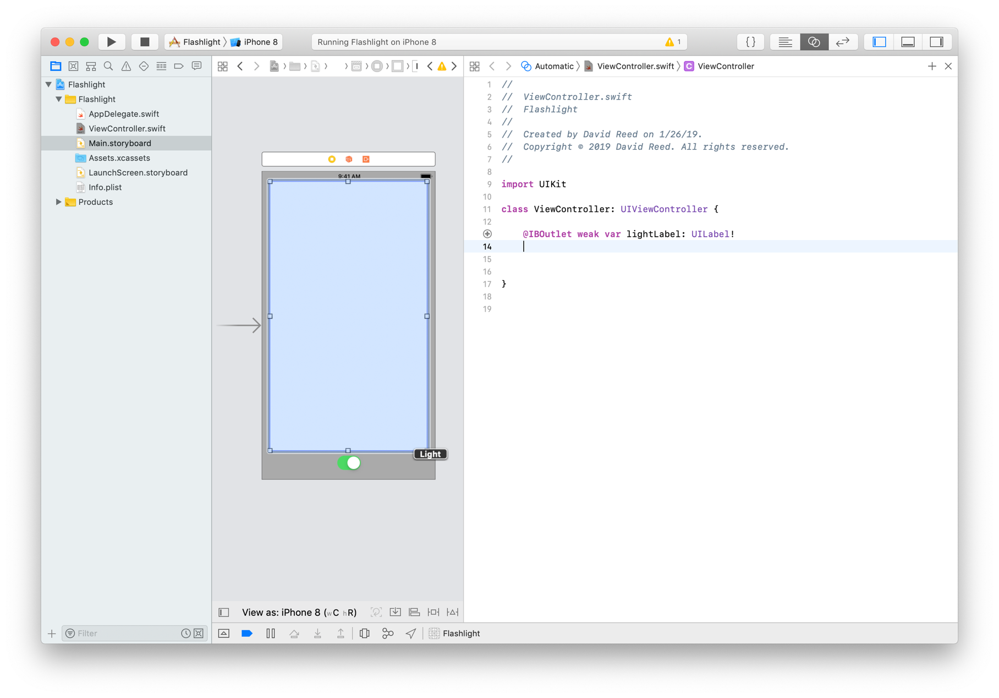 Flashlight 〉 iPhone 8
Running Flashlight on iPhone 8
1
{ }
Automatic 〉 ViewController.swift 〉 C ViewController
Flashlight
Flashlight
AppDelegate.swift
ViewController.swift
Main.storyboard
Assets.xcassets
LaunchScreen.storyboard
Info.plist
Products
9:41 AM
Light
1 //
2 //  ViewController.swift
3 //  Flashlight
4 //
5 //  Created by David Reed on 1/26/19.
6 //  Copyright © 2019 David Reed. All rights reserved.
7 //
8
9 import UIKit
10
11 class ViewController: UIViewController {
12
@IBOutlet weak var lightLabel: UILabel!
14
15
16
17 }
18
19
View as: iPhone 8 (wC hR)
Filter
Flashlight